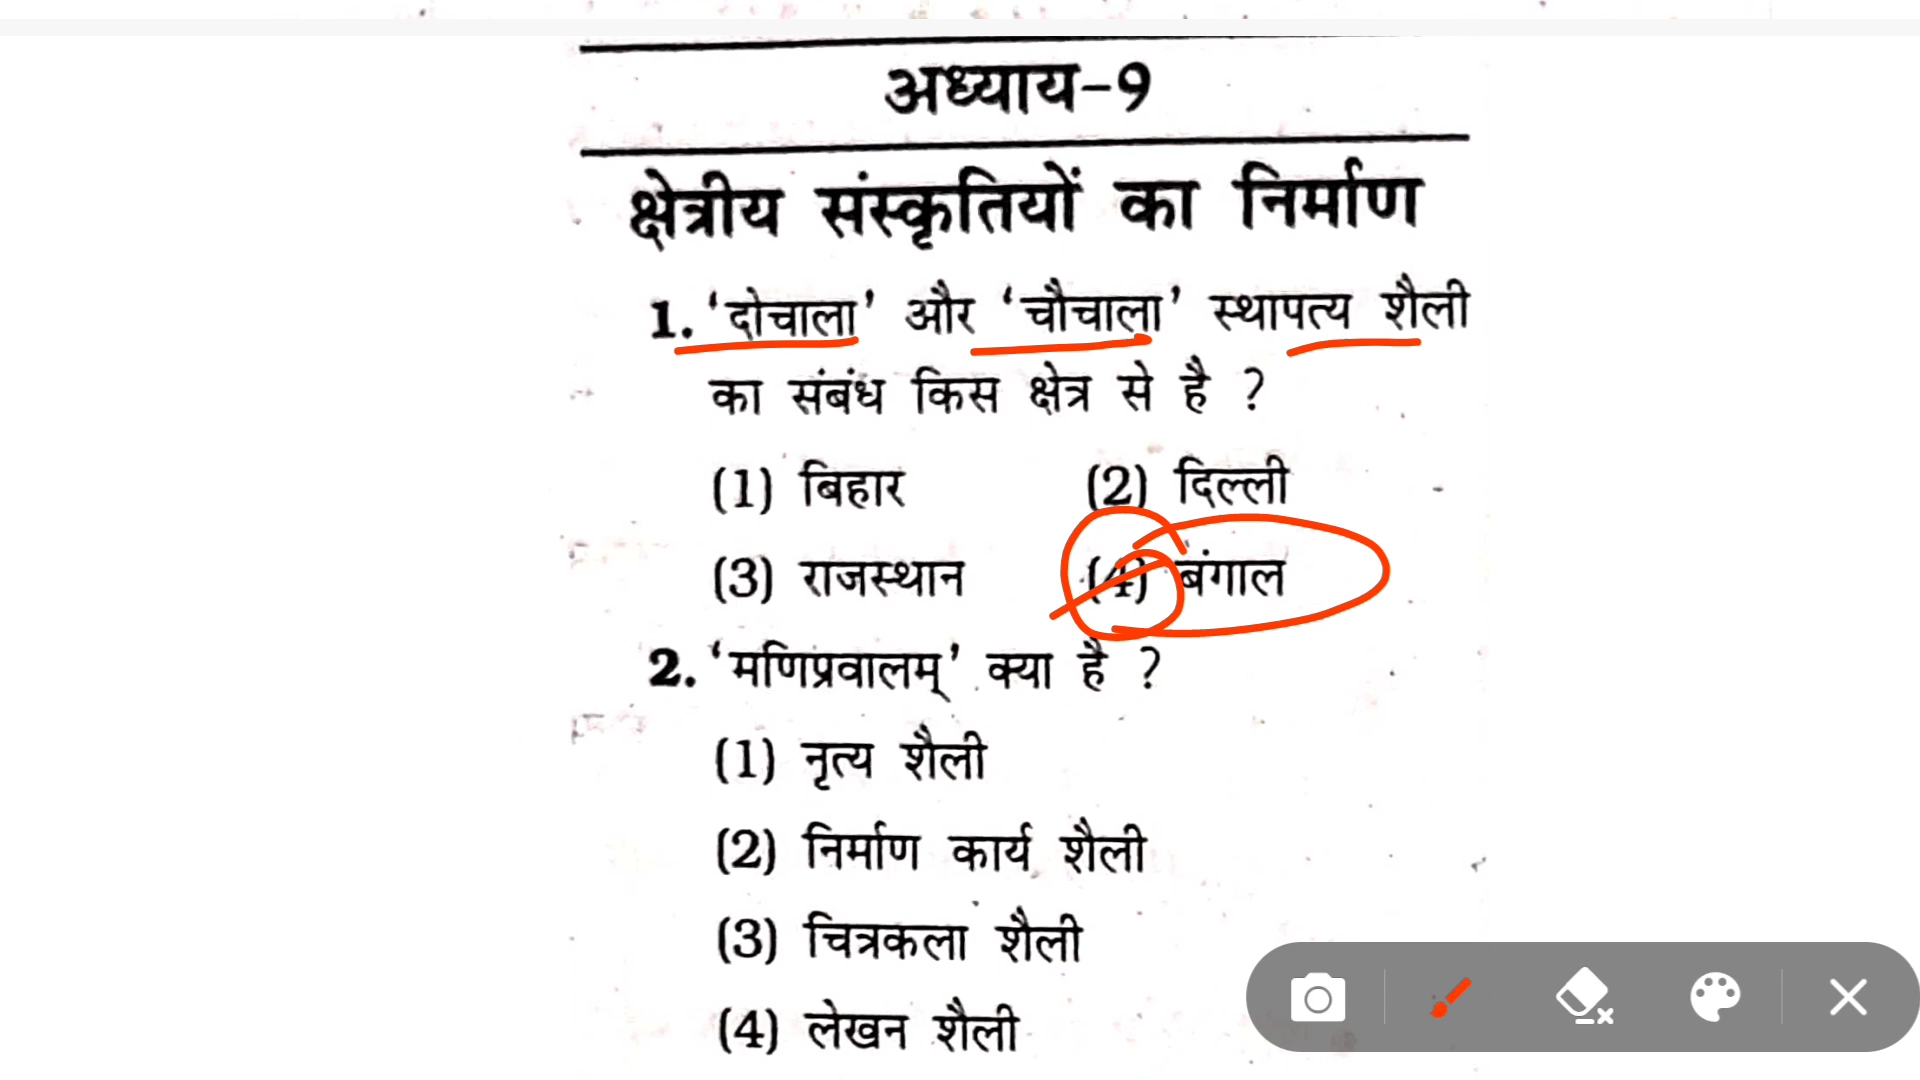 अध्याय-9
क्षेत्रीय संस्कृतियों का निर्माण
1. ‘दोचाला’ और ‘चौचाला’ स्थापत्य शैली
का संबंध किस क्षेत्र से है ?
(1) बिहार (2) दिल्ली
(3) राजस्थान (4) बंगाल
2. ‘मणिप्रवालम्’ क्या है ?
(1) नृत्य शैली
(2) निर्माण कार्य शैली
(3) चित्रकला शैली
(4) लेखन शैली